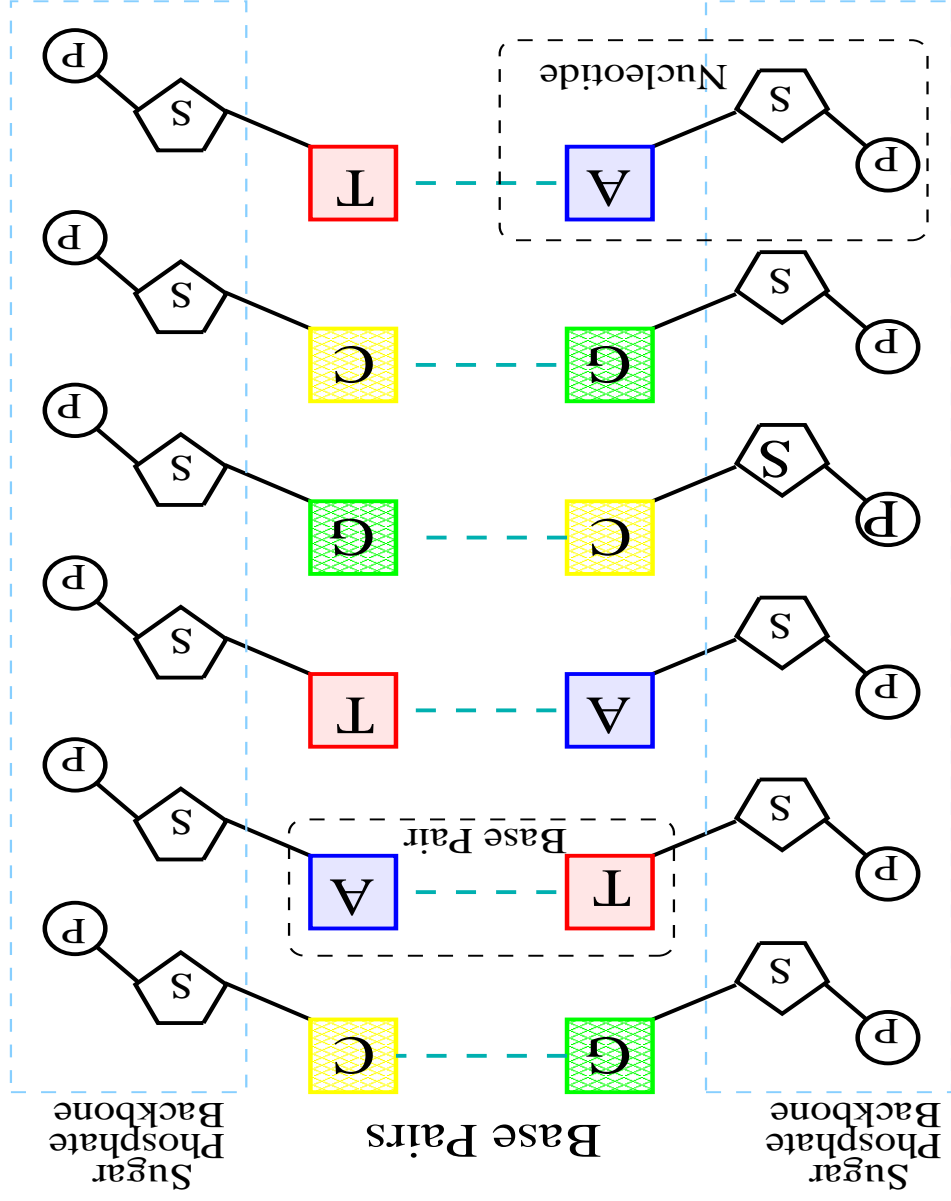 Sugar
Phosphate
Backbone
Base Pairs
Sugar
Phosphate
Backbone
P S G C S P
P S T A S P
Base Pair
P S A T S P
P S C G S P
P S G C S P
P S A T S P
Nucleotide